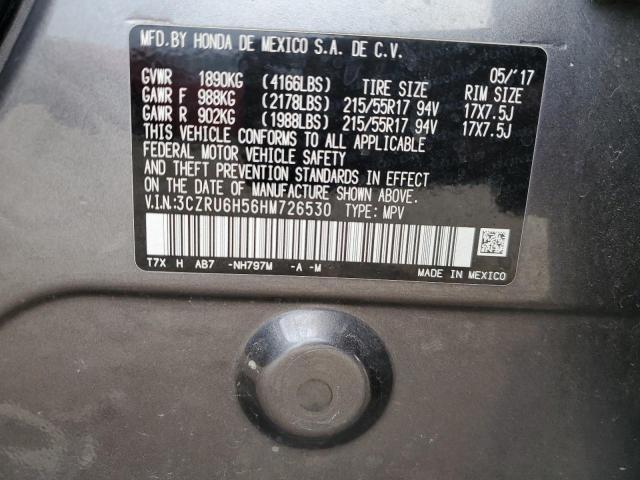 MFD.BY HONDA DE MEXICO S.A. DE C.V.
05/'17
GVWR 1890KG (4166LBS) TIRE SIZE RIM SIZE
GAWR F 988KG (2178LBS) 215/55R17 94V 17X7.5J
GAWR R 902KG (1988LBS) 215/55R17 94V 17X7.5J
THIS VEHICLE CONFORMS TO ALL APPLICABLE
FEDERAL MOTOR VEHICLE SAFETY
AND THEFT PREVENTION STANDARDS IN EFFECT
ON THE DATE OF MANUFACTURE SHOWN ABOVE.
V.I.N:3CZRU6H56HM726530 TYPE: MPV
T7X H AB7 -NH797M -A -M
MADE IN MEXICO